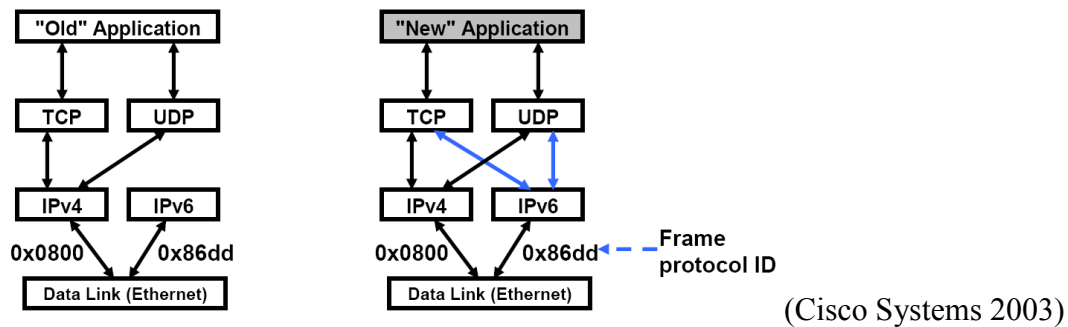 "Old" Application
TCP
UDP
IPv4
IPv6
0x0800
0x86dd
Data Link (Ethernet)
"New" Application
TCP
UDP
IPv4
IPv6
0x0800
0x86dd
Frame
protocol ID
Data Link (Ethernet)
(Cisco Systems 2003)